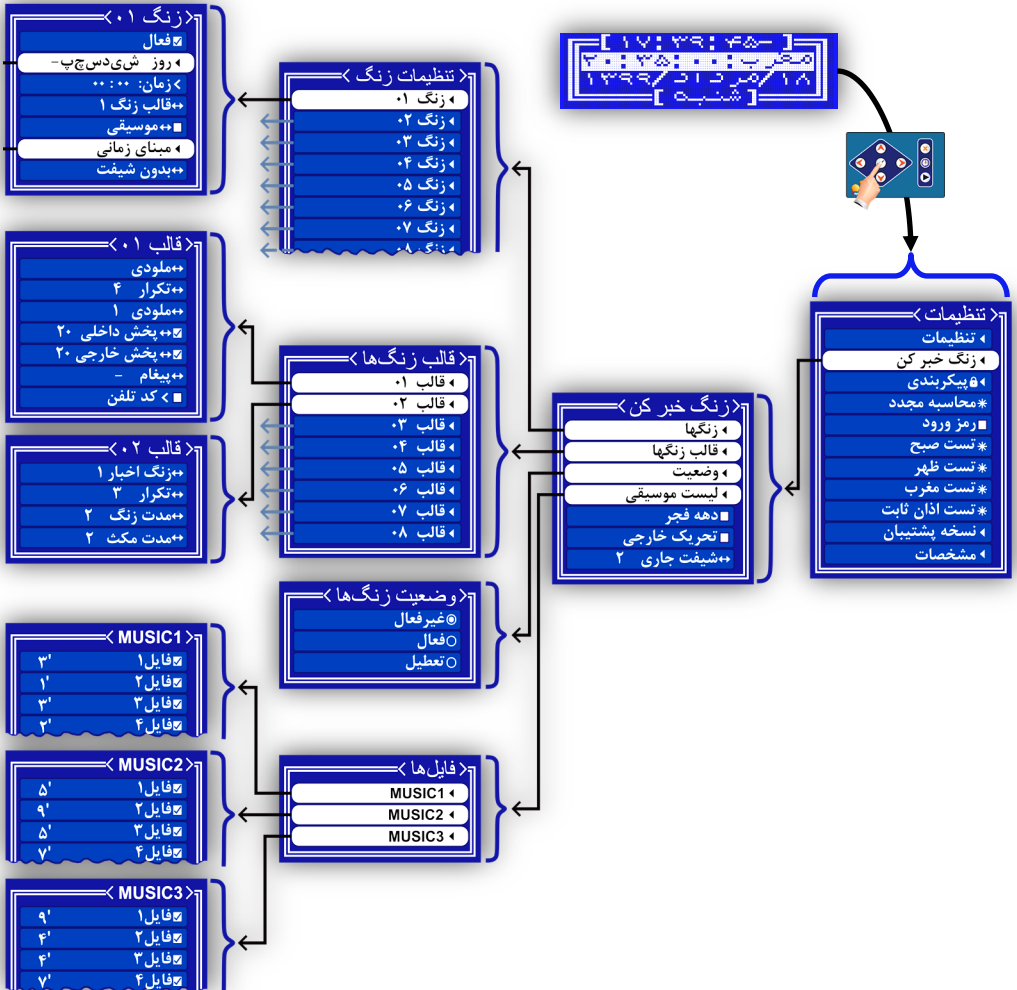 [ -۱۷:۳۹:۴۵ ]
مغرب: ۲۰:۳۵:۰
۱۸/مرداد/۱۳۹۹
[ شنبه ]
تنظیمات
تنظیمات
زنگ خبر کن
پیکربندی
محاسبه مجدد
رمز ورود
تست صبح
تست ظهر
تست مغرب
تست اذان ثابت
نسخه پشتیبان
مشخصات
زنگ خبر کن
زنگها
قالب زنگها
وضعیت
لیست موسیقی
دهه فجر
تحریک خارجی
شیفت جاری ۲
تنظیمات زنگ
زنگ ۰۱
زنگ ۰۲
زنگ ۰۳
زنگ ۰۴
زنگ ۰۵
زنگ ۰۶
زنگ ۰۷
زنگ ۰۸
قالب زنگ‌ها
قالب ۰۱
قالب ۰۲
قالب ۰۳
قالب ۰۴
قالب ۰۵
قالب ۰۶
قالب ۰۷
قالب ۰۸
وضعیت زنگ‌ها
غیرفعال
فعال
تعطیل
فایل‌ها
MUSIC1
MUSIC2
MUSIC3
زنگ ۰۱
فعال
روز ش‌ی‌د‌س‌چ‌پ-
زمان: ۰۰:۰۰
قالب زنگ ۱
موسیقی
مبنای زمانی
بدون شیفت
قالب ۰۱
ملودی
تکرار ۴
ملودی ۱
پخش داخلی ۲۰
پخش خارجی ۲۰
پیغام -
کد تلفن
قالب ۰۲
زنگ اخبار ۱
تکرار ۳
مدت زنگ ۲
مدت مکث ۲
MUSIC1
فایل۱ ۳'
فایل۲ ۱'
فایل۳ ۳'
فایل۴ ۲'
MUSIC2
فایل۱ ۵'
فایل۲ ۹'
فایل۳ ۵'
فایل۴ ۷'
MUSIC3
فایل۱ ۹'
فایل۲ ۴'
فایل۳ ۴'
فایل۴ ۷'